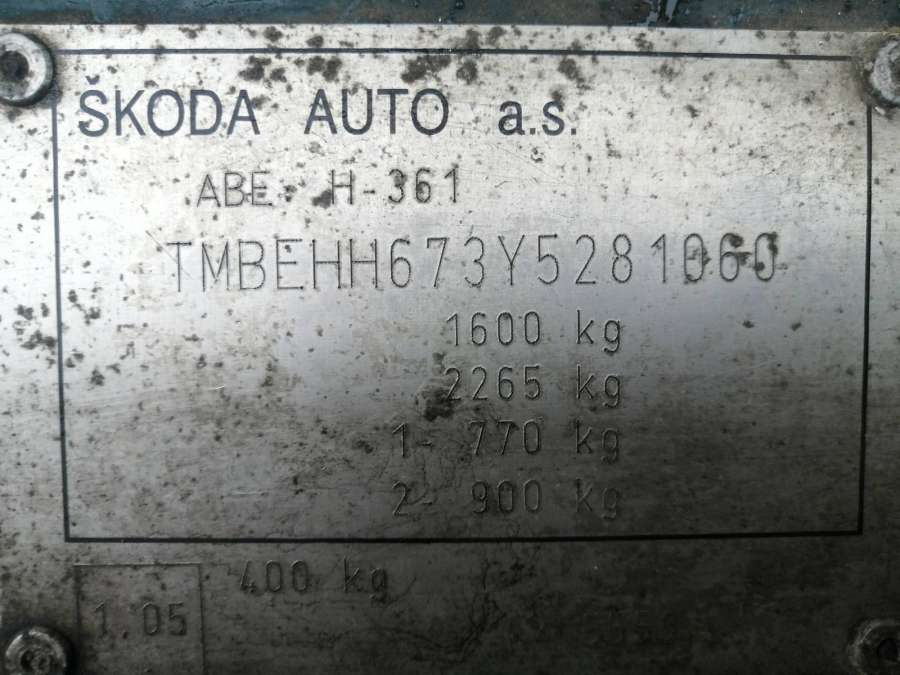 ŠKODA AUTO a.s.
ABE H-361
TMBEHH673Y5281060
1600 kg
2265 kg
1- 770 kg
2- 900 kg
400 kg
1.05